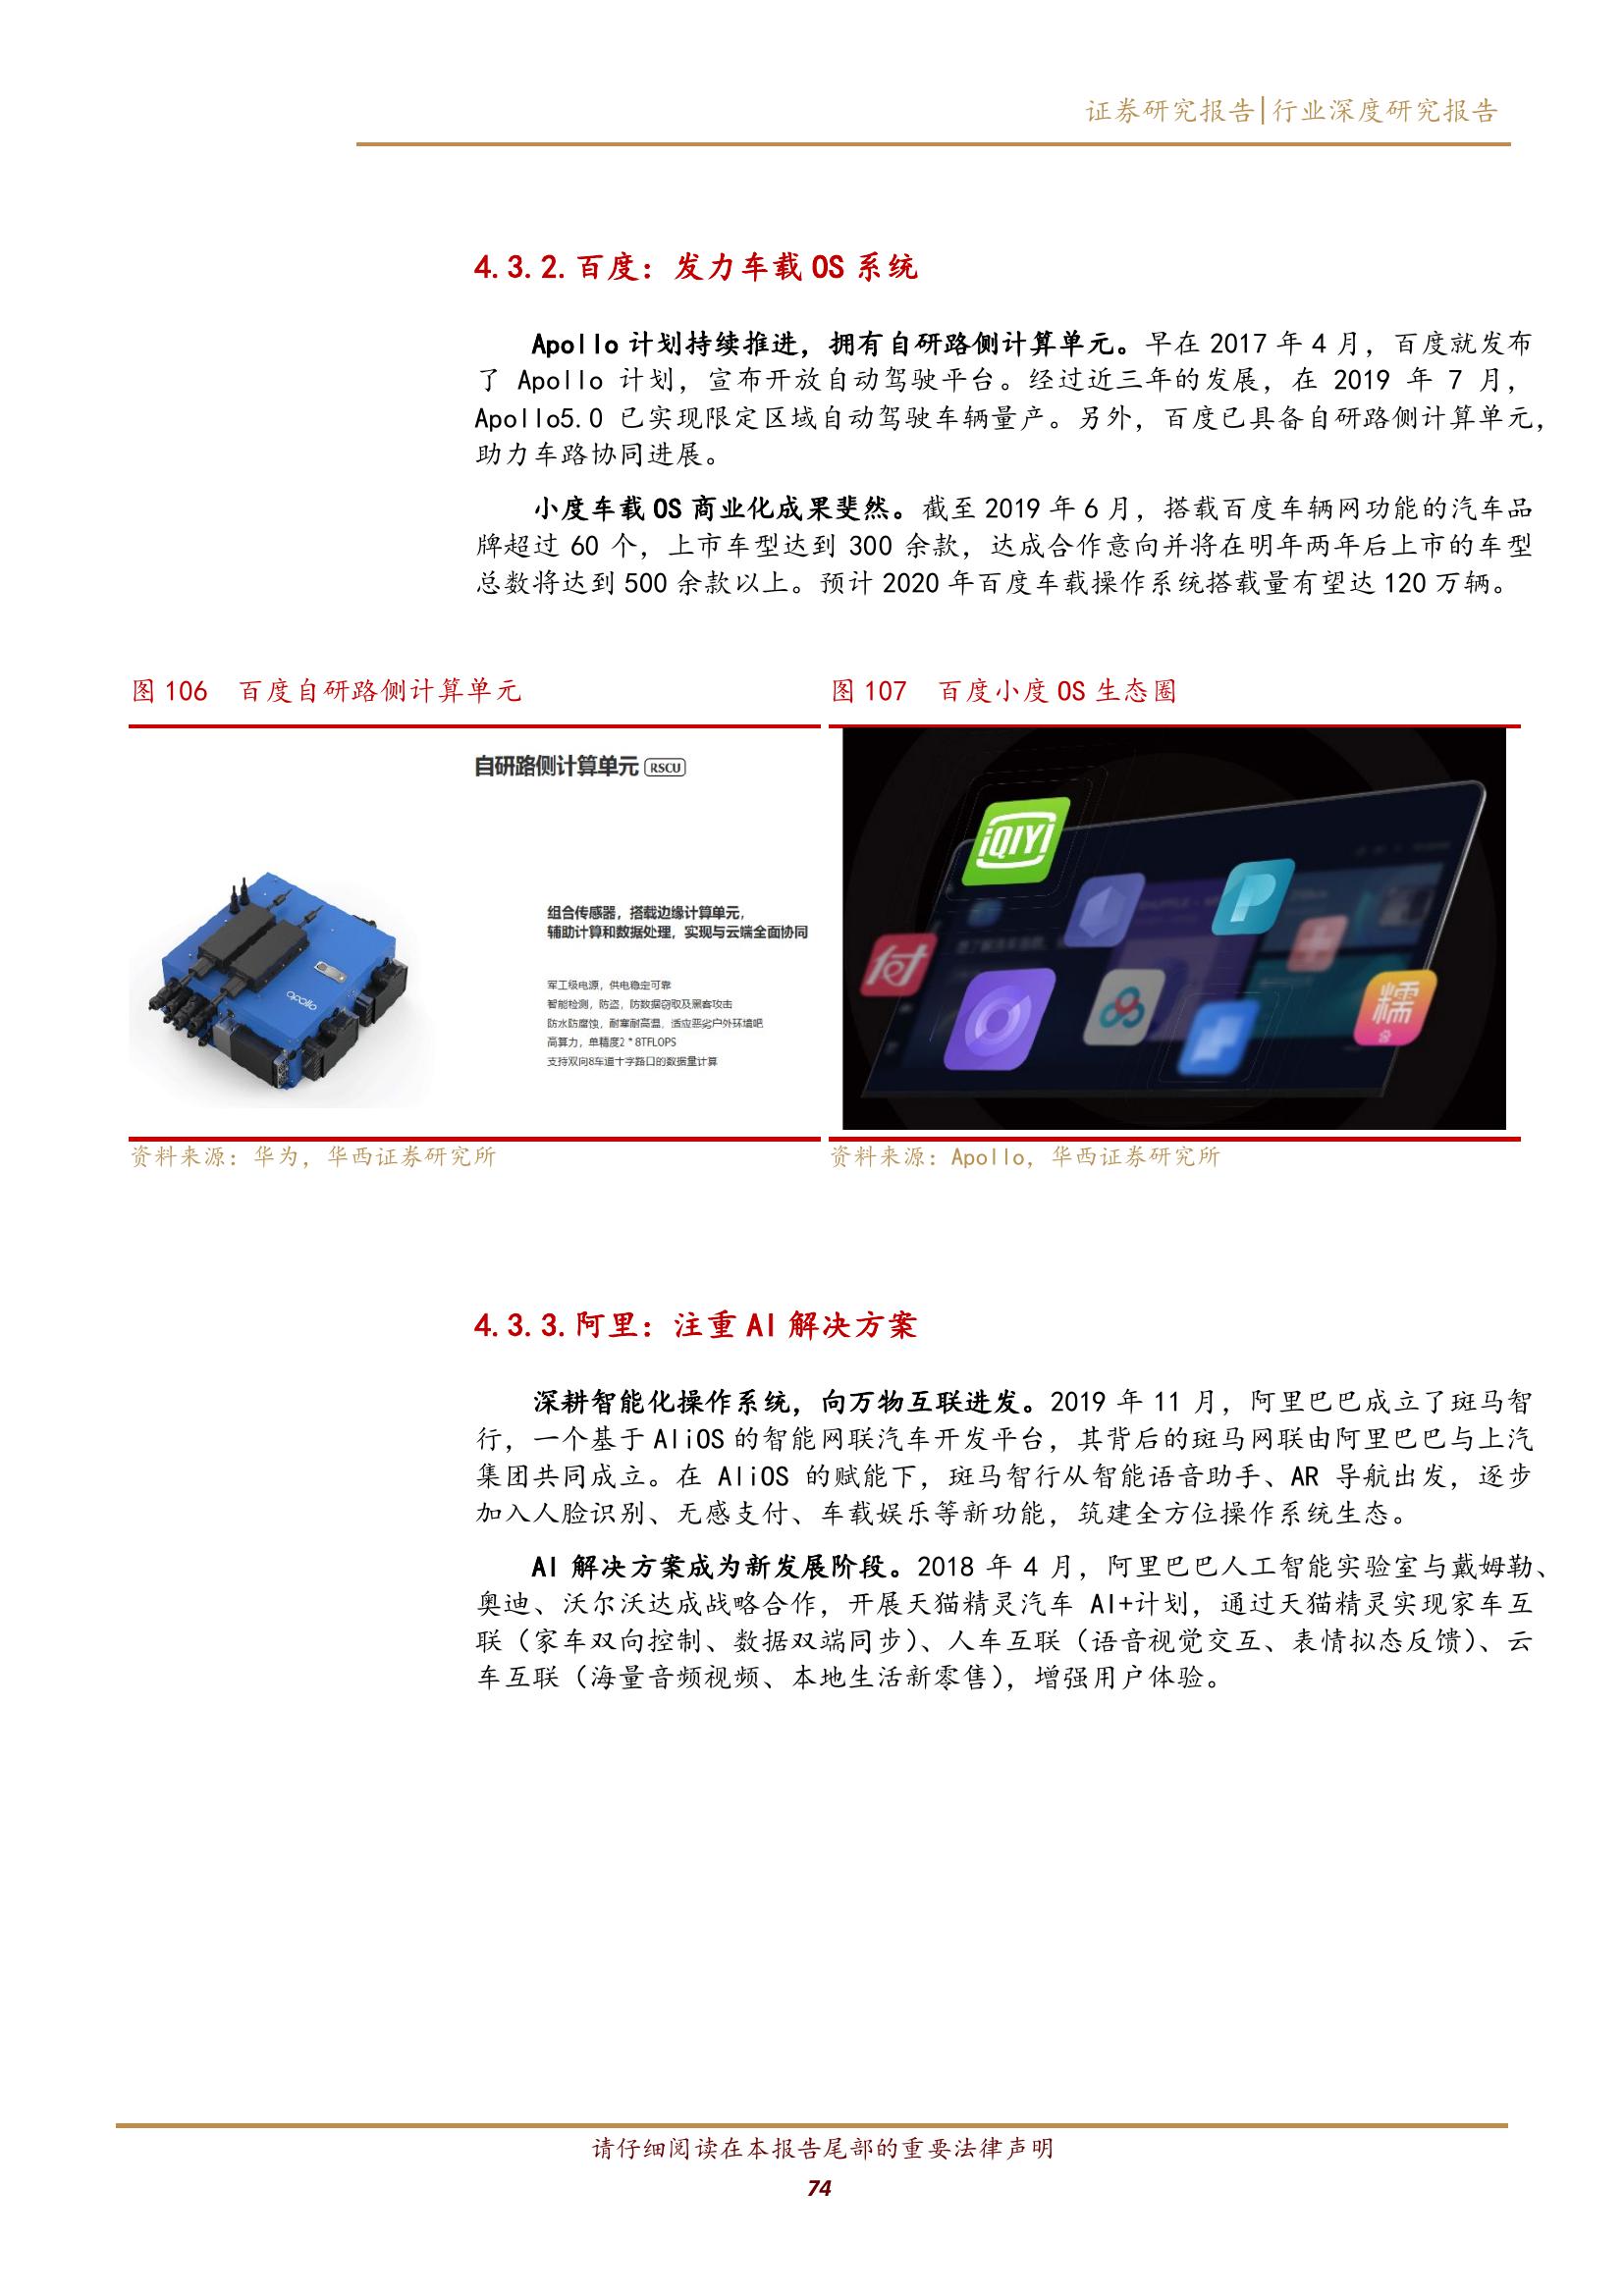 证券研究报告|行业深度研究报告
4.3.2.百度：发力车载 OS 系统
Apollo 计划持续推进，拥有自研路侧计算单元。早在 2017 年 4 月，百度就发布
了 Apollo 计划，宣布开放自动驾驶平台。经过近三年的发展，在 2019 年 7 月，
Apollo5.0 已实现限定区域自动驾驶车辆量产。另外，百度已具备自研路侧计算单元，
助力车路协同进展。
小度车载 OS 商业化成果斐然。截至 2019 年 6 月，搭载百度车辆网功能的汽车品
牌超过 60 个，上市车型达到 300 余款，达成合作意向并将在明年两年后上市的车型
总数将达到 500 余款以上。预计 2020 年百度车载操作系统搭载量有望达 120 万辆。
图 106 百度自研路侧计算单元
自研路侧计算单元 RSCU
组合传感器，搭载边缘计算单元，
辅助计算和数据处理，实现与云端全面协同
军工级电源，供电稳定可靠
智能检测，防盗，防数据窃取及黑客攻击
防水防腐蚀，耐寒耐高温，适应恶劣户外环境吧
高算力，单精度2 * 8TFLOPS
支持双向8车道十字路口的数据量计算
apollo
资料来源：华为，华西证券研究所
图 107 百度小度 OS 生态圈
iQIYI
付
P
糯
资料来源：Apollo，华西证券研究所
4.3.3.阿里：注重 AI 解决方案
深耕智能化操作系统，向万物互联进发。2019 年 11 月，阿里巴巴成立了斑马智
行，一个基于 AliOS 的智能网联汽车开发平台，其背后的斑马网联由阿里巴巴与上汽
集团共同成立。在 AliOS 的赋能下，斑马智行从智能语音助手、AR 导航出发，逐步
加入人脸识别、无感支付、车载娱乐等新功能，筑建全方位操作系统生态。
AI 解决方案成为新发展阶段。2018 年 4 月，阿里巴巴人工智能实验室与戴姆勒、
奥迪、沃尔沃达成战略合作，开展天猫精灵汽车 AI+计划，通过天猫精灵实现家车互
联（家车双向控制、数据双端同步）、人车互联（语音视觉交互、表情拟态反馈）、云
车互联（海量音频视频、本地生活新零售），增强用户体验。
请仔细阅读在本报告尾部的重要法律声明
74